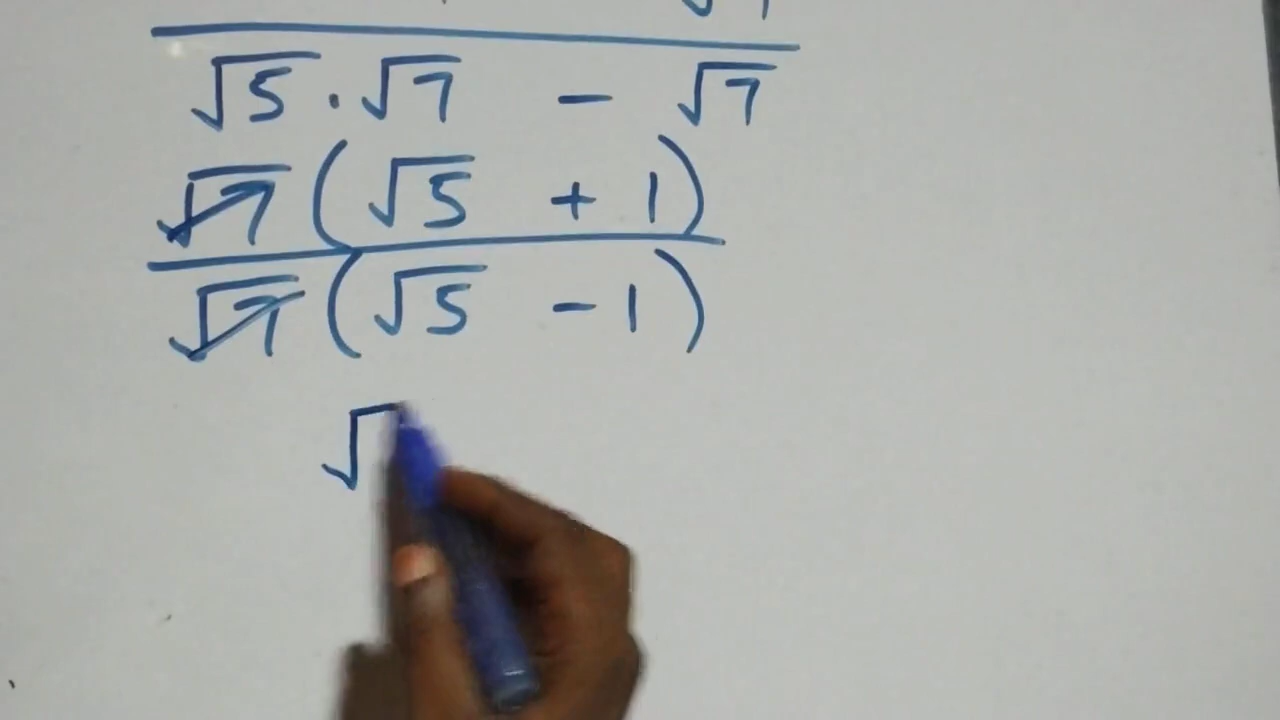 √5 · √7 - √7
√7 (√5 + 1)
√7 (√5 - 1)
√